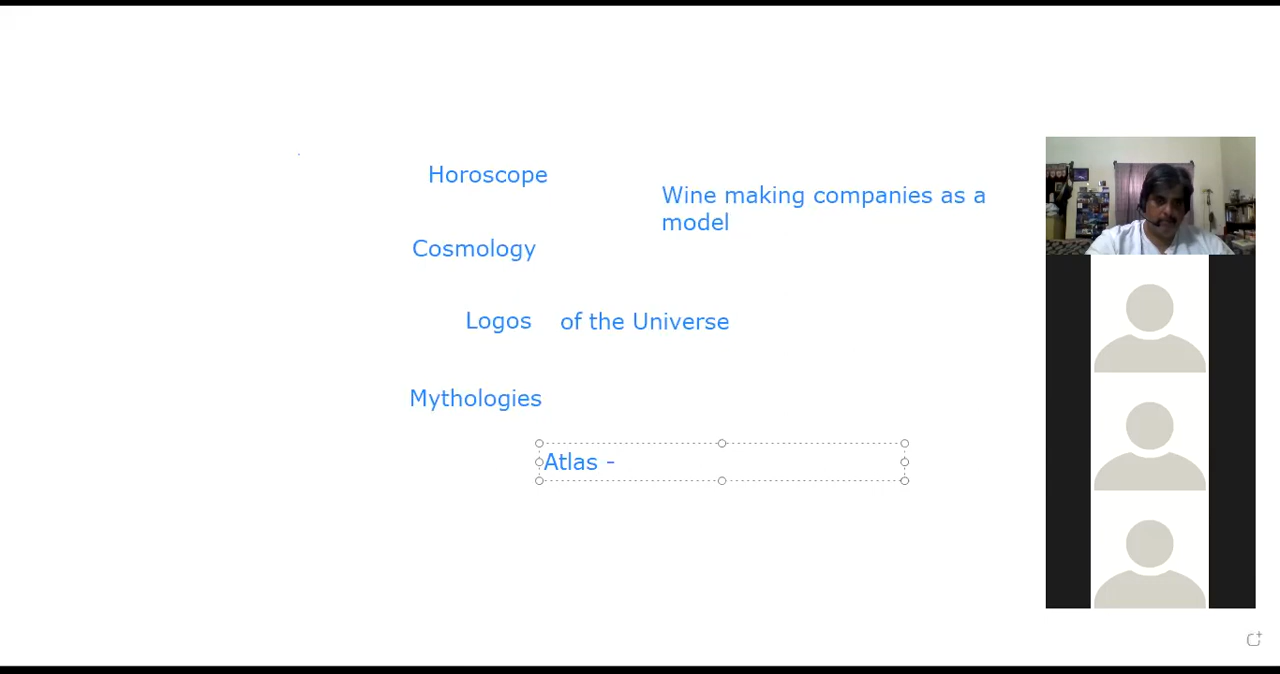 Horoscope
Wine making companies as a
model
Cosmology
Logos of the Universe
Mythologies
Atlas -